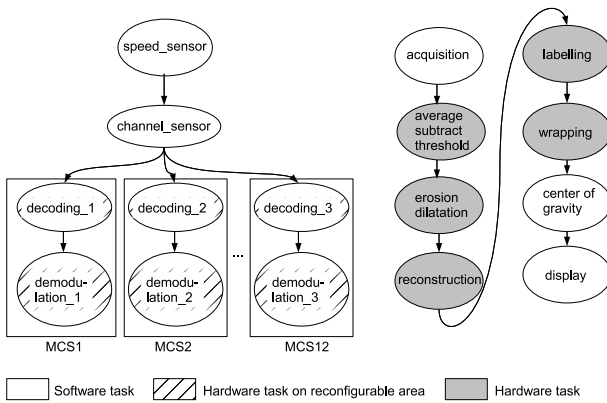 speed_sensor
channel_sensor
decoding_1
decoding_2
decoding_3
demodu-
lation_1
demodu-
lation_2
...
demodu-
lation_3
MCS1
MCS2
MCS12
acquisition
average
subtract
threshold
erosion
dilatation
reconstruction
labelling
wrapping
center of
gravity
display
Software task
Hardware task on reconfigurable area
Hardware task